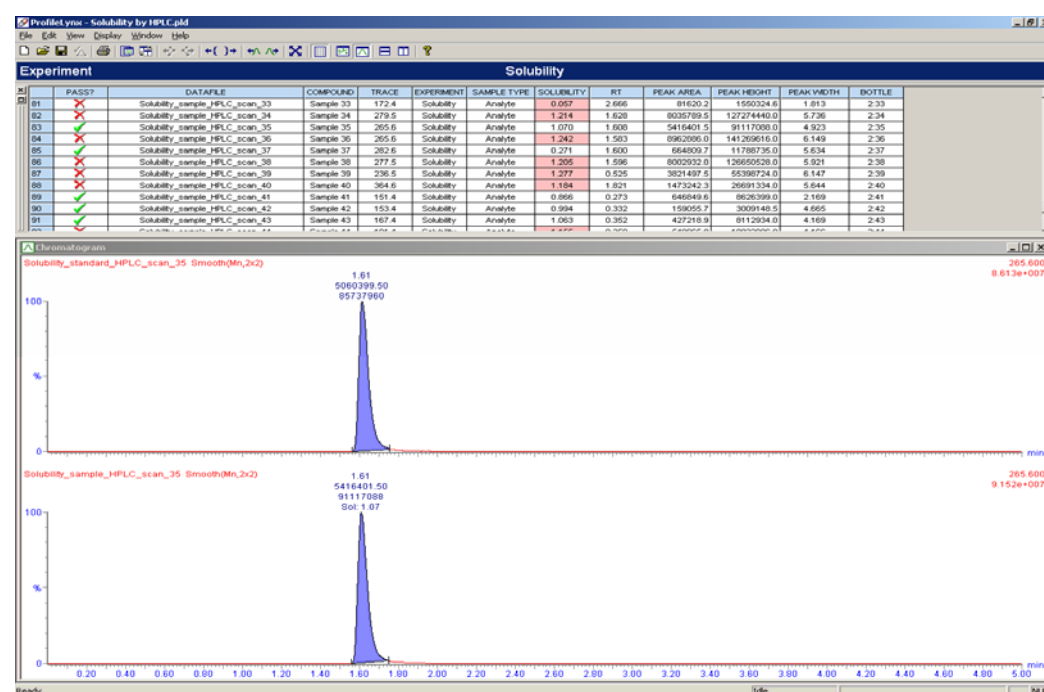 ProfileLynx - Solubility by HPLC.pld
File Edit View Display Window Help
Experiment Solubility
PASS? DATAFILE COMPOUND TRACE EXPERIMENT SAMPLE TYPE SOLUBILITY RT PEAK AREA PEAK HEIGHT PEAK WIDTH BOTTLE
81 Solubility_sample_HPLC_scan_33 Sample 33 172.4 Solubility Analyte 0.057 2.666 81620.2 1550324.6 1.813 2:33
82 Solubility_sample_HPLC_scan_34 Sample 34 279.5 Solubility Analyte 1.214 1.628 8035789.5 127274440.0 5.736 2:34
83 Solubility_sample_HPLC_scan_35 Sample 35 265.6 Solubility Analyte 1.070 1.608 5416401.5 91117088.0 4.923 2:35
84 Solubility_sample_HPLC_scan_36 Sample 36 265.6 Solubility Analyte 1.242 1.583 8962886.0 141269616.0 6.149 2:36
85 Solubility_sample_HPLC_scan_37 Sample 37 282.6 Solubility Analyte 0.271 1.600 664809.7 11788735.0 5.634 2:37
86 Solubility_sample_HPLC_scan_38 Sample 38 277.5 Solubility Analyte 1.205 1.596 8002932.0 126650528.0 5.921 2:38
87 Solubility_sample_HPLC_scan_39 Sample 39 236.5 Solubility Analyte 1.277 0.525 3821497.5 55398724.0 6.147 2:39
88 Solubility_sample_HPLC_scan_40 Sample 40 364.6 Solubility Analyte 1.184 1.821 1473242.3 26691334.0 5.644 2:40
89 Solubility_sample_HPLC_scan_41 Sample 41 151.4 Solubility Analyte 0.866 0.273 646849.6 8626399.0 2.169 2:41
90 Solubility_sample_HPLC_scan_42 Sample 42 153.4 Solubility Analyte 0.994 0.332 159055.7 3009148.5 4.665 2:42
91 Solubility_sample_HPLC_scan_43 Sample 43 167.4 Solubility Analyte 1.063 0.352 427218.9 8112934.0 4.169 2:43
Chromatogram
Solubility_standard_HPLC_scan_35 Smooth(Mn,2x2) 265.600
8.613e+007
1.61
5060399.50
85737960
100
%
0
min
Solubility_sample_HPLC_scan_35 Smooth(Mn,2x2) 265.600
9.152e+007
1.61
5416401.50
91117088
Sol: 1.07
100
%
0
min
0.20 0.40 0.60 0.80 1.00 1.20 1.40 1.60 1.80 2.00 2.20 2.40 2.60 2.80 3.00 3.20 3.40 3.60 3.80 4.00 4.20 4.40 4.60 4.80 5.00
Ready Idle